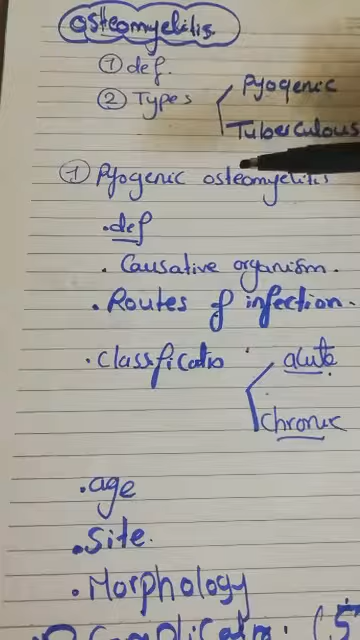 Osteomyelitis
① def.
② Types
Pyogenic
Tuberculous
① Pyogenic osteomyelitis
. def
. Causative organism.
. Routes of infection.
. Classificatio
acute
chronic
. age
. Site.
. Morphology